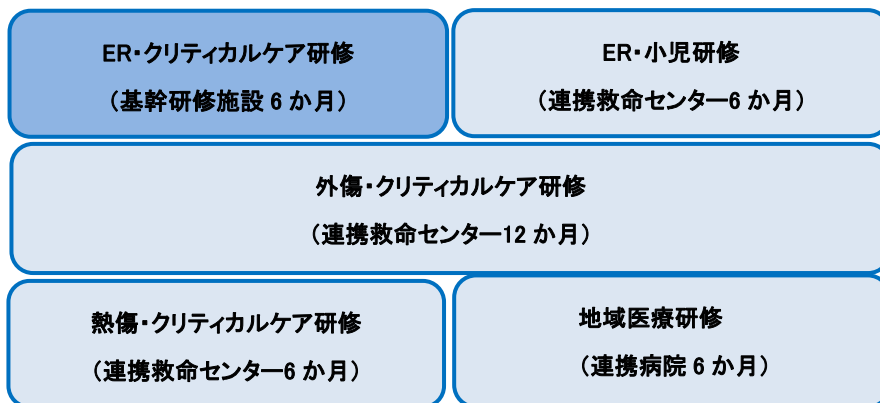 ER・クリティカルケア研修
（基幹研修施設 6 か月）
ER・小児研修
（連携救命センター6 か月）
外傷・クリティカルケア研修
（連携救命センター12 か月）
熱傷・クリティカルケア研修
（連携救命センター6 か月）
地域医療研修
（連携病院 6 か月）